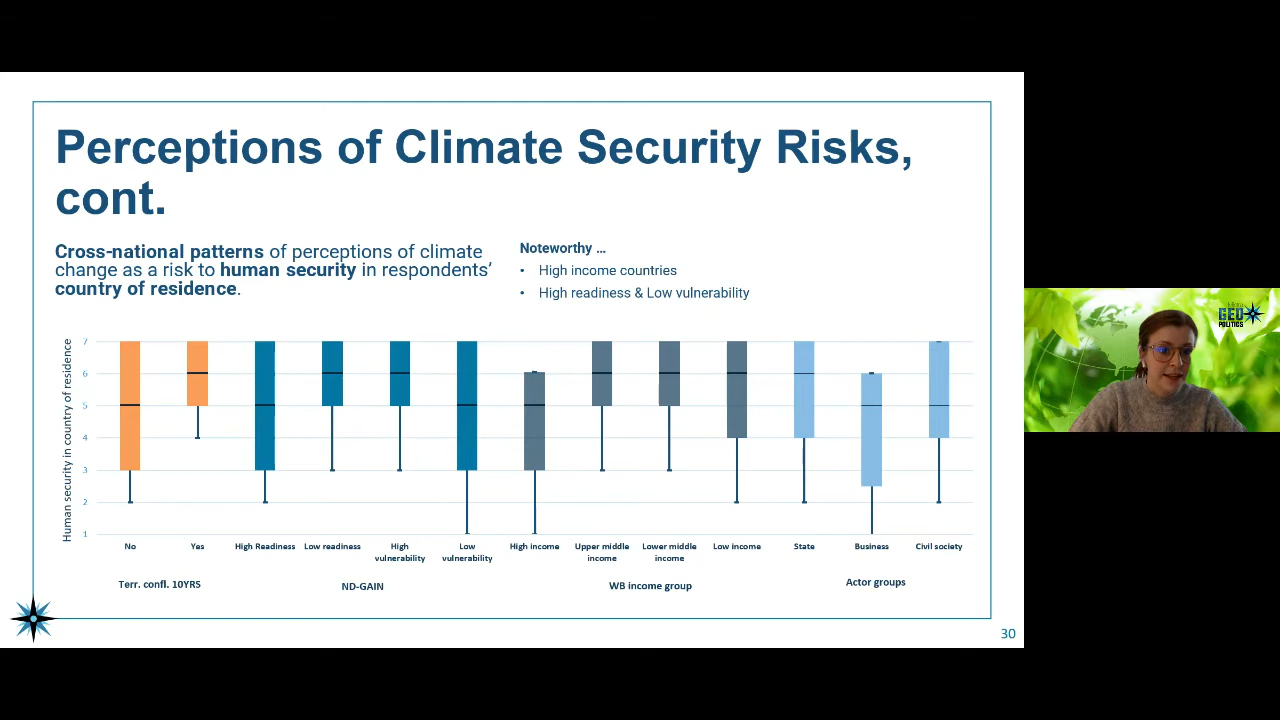 Perceptions of Climate Security Risks,
cont.
Cross-national patterns of perceptions of climate
change as a risk to human security in respondents’
country of residence.
Noteworthy …
• High income countries
• High readiness & Low vulnerability
Human security in country of residence
7
6
5
4
3
2
1
No
Yes
High Readiness
Low readiness
High
vulnerability
Low
vulnerability
High income
Upper middle
income
Lower middle
income
Low income
State
Business
Civil society
Terr. confl. 10YRS
ND-GAIN
WB income group
Actor groups
30
GEO
POLITICS